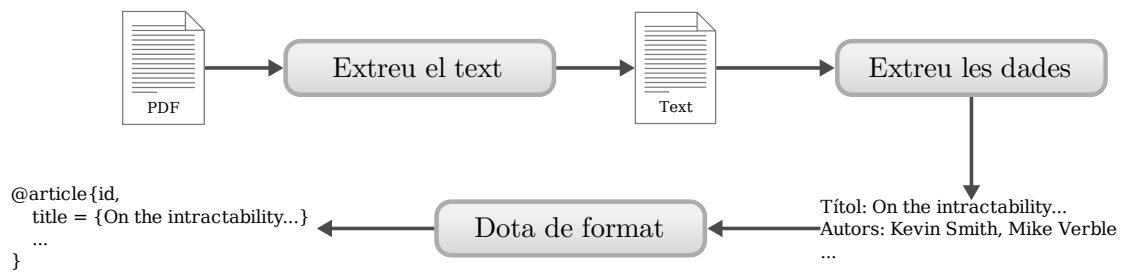 PDF
Extreu el text
Text
Extreu les dades
Títol: On the intractability...
Autors: Kevin Smith, Mike Verble
...
Dota de format
@article{id,
    title = {On the intractability...}
    ...
}